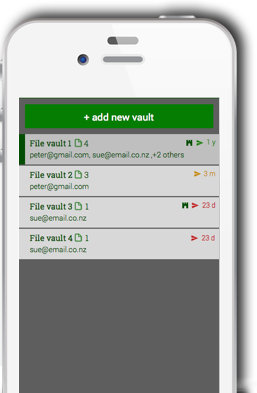 + add new vault
File vault 1 4 1 y
peter@gmail.com, sue@email.co.nz ,+2 others
File vault 2 3 3 m
peter@gmail.com
File vault 3 1 23 d
sue@email.co.nz
File vault 4 1 23 d
sue@email.co.nz